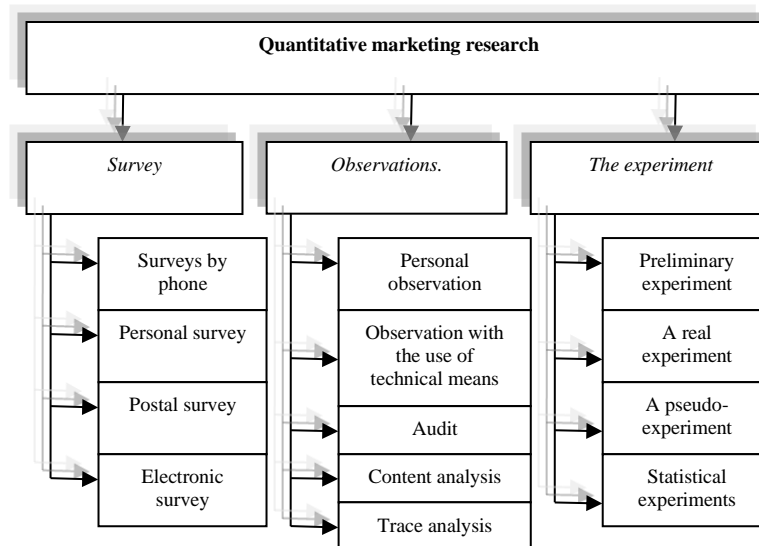 Quantitative marketing research
Survey
Observations.
The experiment
Surveys by
phone
Personal survey
Postal survey
Electronic
survey
Personal
observation
Observation with
the use of
technical means
Audit
Content analysis
Trace analysis
Preliminary
experiment
A real
experiment
A pseudo-
experiment
Statistical
experiments